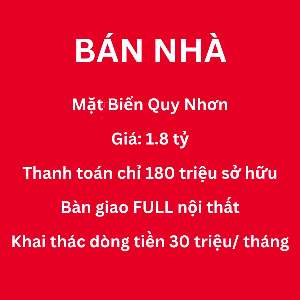 BÁN NHÀ
Mặt Biển Quy Nhơn
Giá: 1.8 tỷ
Thanh toán chỉ 180 triệu sở hữu
Bàn giao FULL nội thất
Khai thác dòng tiền 30 triệu/ tháng